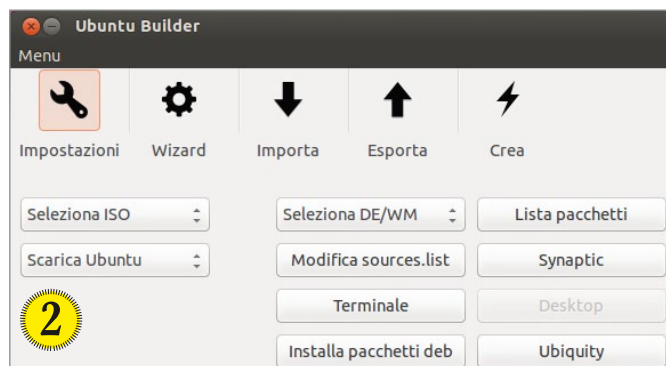 Ubuntu Builder
Menu
Impostazioni Wizard Importa Esporta Crea
Seleziona ISO Seleziona DE/WM Lista pacchetti
Scarica Ubuntu Modifica sources.list Synaptic
Terminale Desktop
2
Installa pacchetti deb Ubiquity